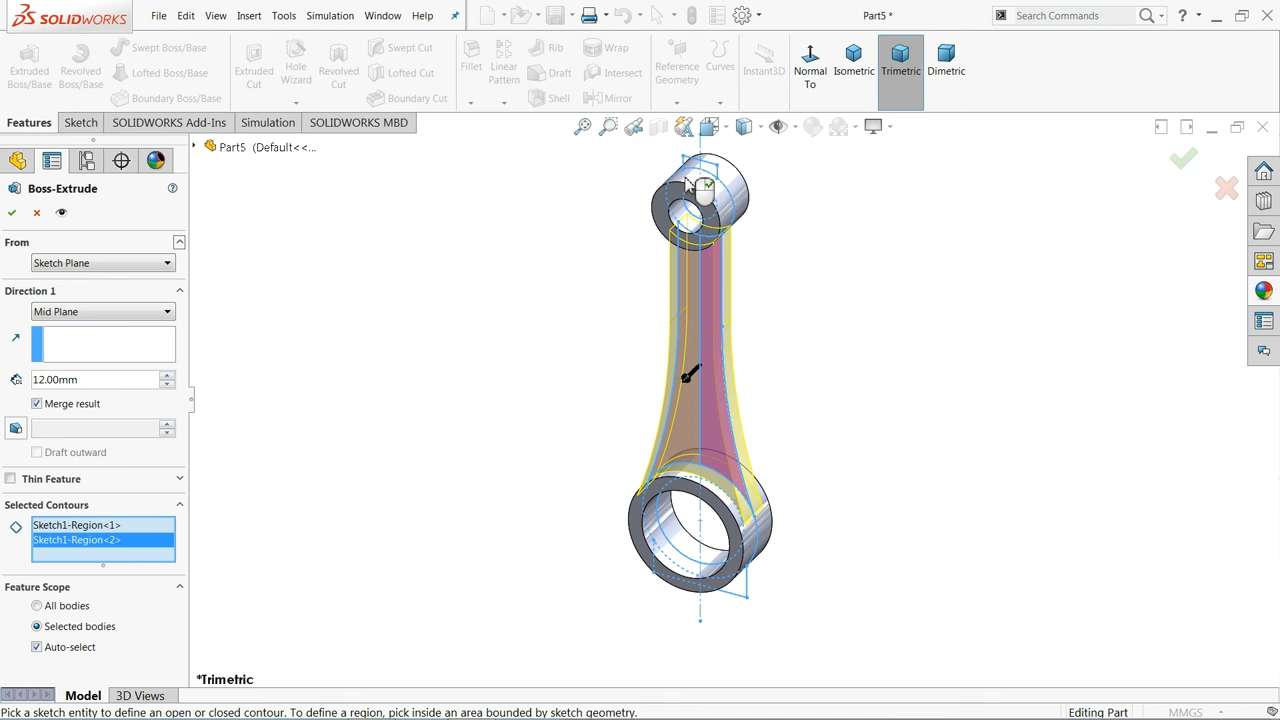 SOLIDWORKS File Edit View Insert Tools Simulation Window Help Part5 * Search Commands ?
Extruded Boss/Base Revolved Boss/Base Swept Boss/Base Lofted Boss/Base Boundary Boss/Base Extruded Cut Hole Wizard Revolved Cut Swept Cut Lofted Cut Boundary Cut Fillet Linear Pattern Rib Draft Shell Wrap Intersect Mirror Reference Geometry Curves Instant3D Normal To Isometric Trimetric Dimetric
Features Sketch SOLIDWORKS Add-Ins Simulation SOLIDWORKS MBD
Part5 (Default<<...
Boss-Extrude
From
Sketch Plane
Direction 1
Mid Plane
12.00mm
Merge result
Draft outward
Thin Feature
Selected Contours
Sketch1-Region<1>
Sketch1-Region<2>
Feature Scope
All bodies
Selected bodies
Auto-select
*Trimetric
Model 3D Views
Pick a sketch entity to define an open or closed contour. To define a region, pick inside an area bounded by sketch geometry. Editing Part MMGS